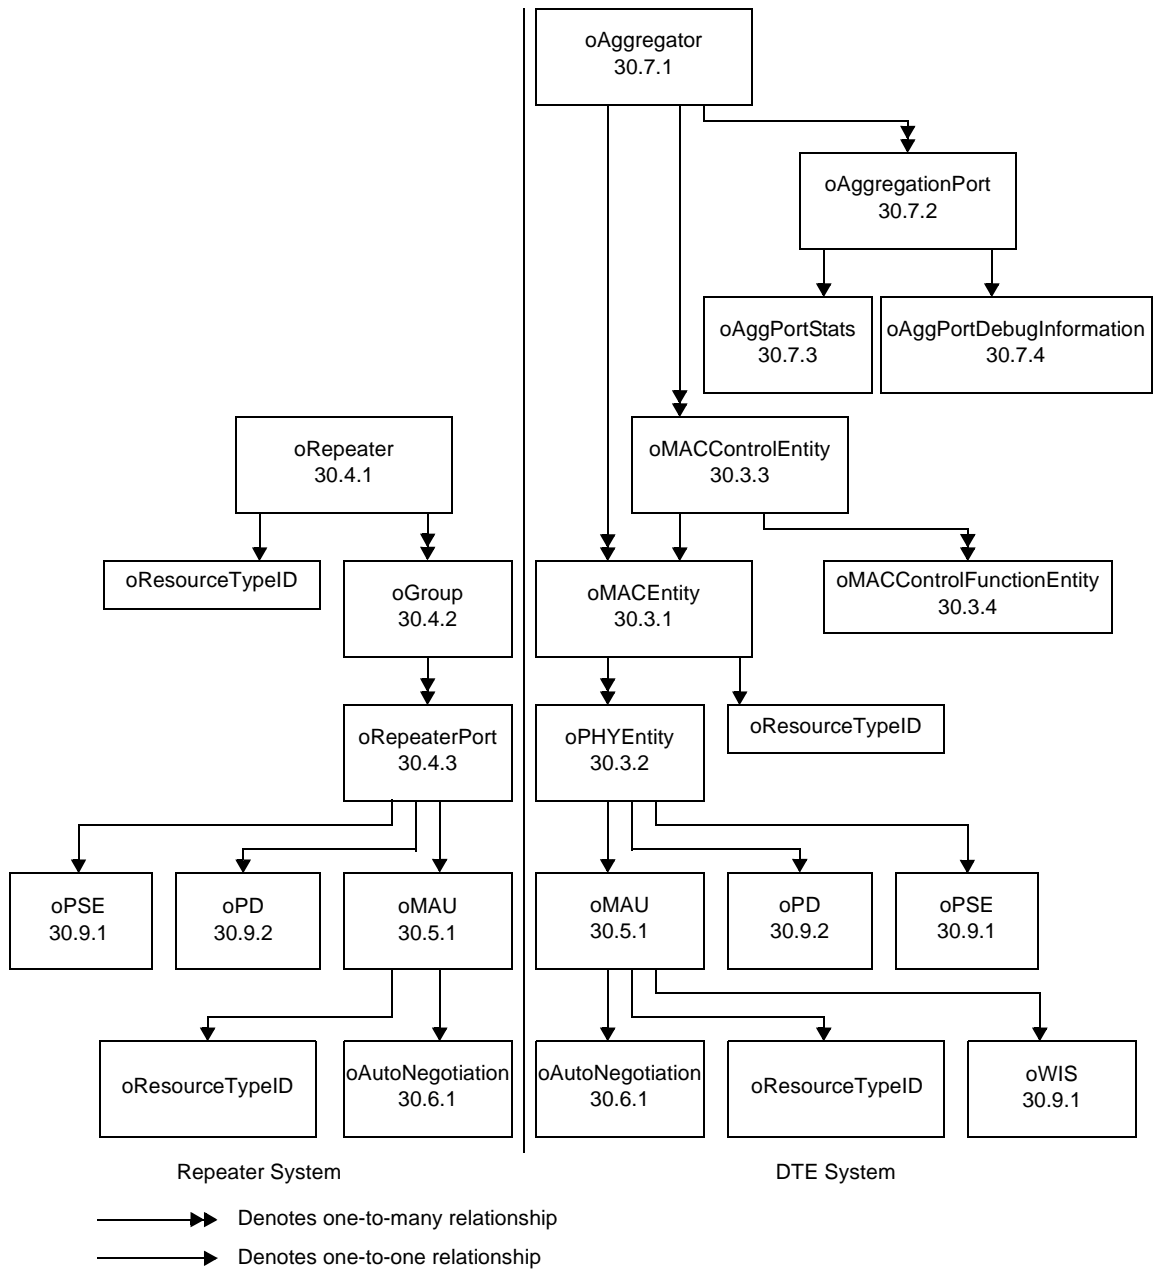 oAggregator
30.7.1
oAggregationPort
30.7.2
oAggPortStats
30.7.3
oAggPortDebugInformation
30.7.4
oRepeater
30.4.1
oMACControlEntity
30.3.3
oResourceTypeID
oGroup
30.4.2
oMACEntity
30.3.1
oMACControlFunctionEntity
30.3.4
oRepeaterPort
30.4.3
oPHYEntity
30.3.2
oResourceTypeID
oPSE
30.9.1
oPD
30.9.2
oMAU
30.5.1
oMAU
30.5.1
oPD
30.9.2
oPSE
30.9.1
oResourceTypeID
oAutoNegotiation
30.6.1
oAutoNegotiation
30.6.1
oResourceTypeID
oWIS
30.9.1
Repeater System
DTE System
Denotes one-to-many relationship
Denotes one-to-one relationship